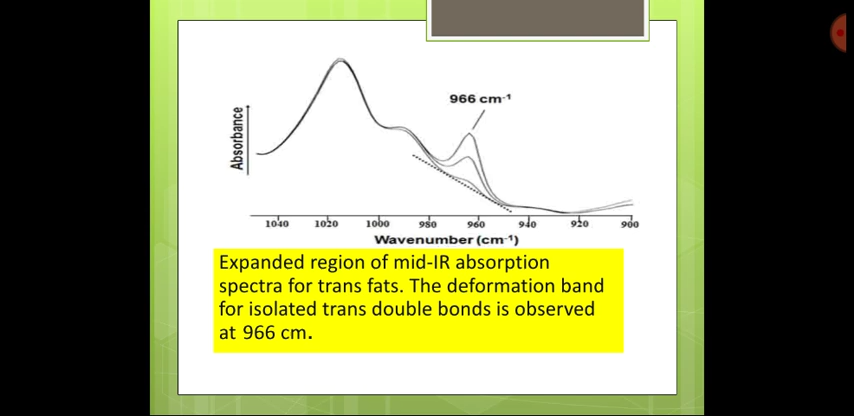 966 cm-1
Absorbance
1040 1020 1000 980 960 940 920 900
Wavenumber (cm-1)
Expanded region of mid-IR absorption
spectra for trans fats. The deformation band
for isolated trans double bonds is observed
at 966 cm.